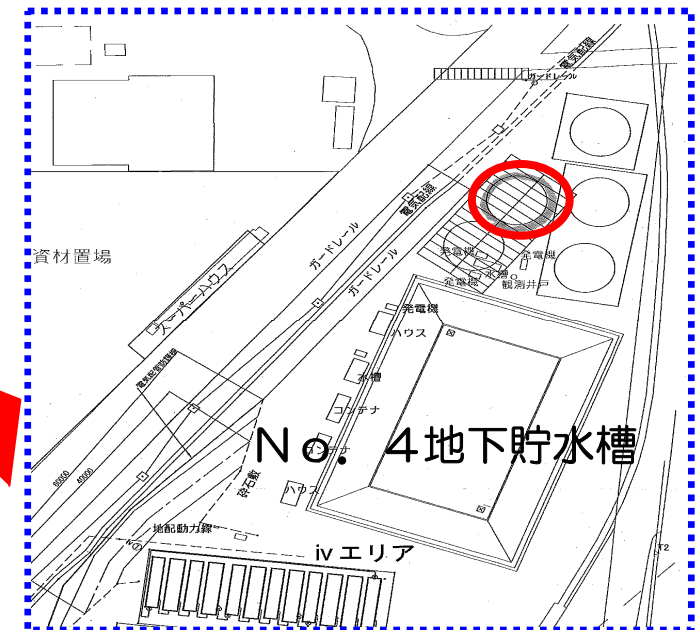 電気配線
ガードレール
電気配線
ガードレール
ガードレール
資材置場
スーパーハウス
発電機
発電機
水槽
発電機
観測井戸
発電機
ハウス
水槽
コンテナ
コンテナ
No. 4地下貯水槽
ハウス
砕石敷
80000
40000
地配動力線
ivエリア
T2